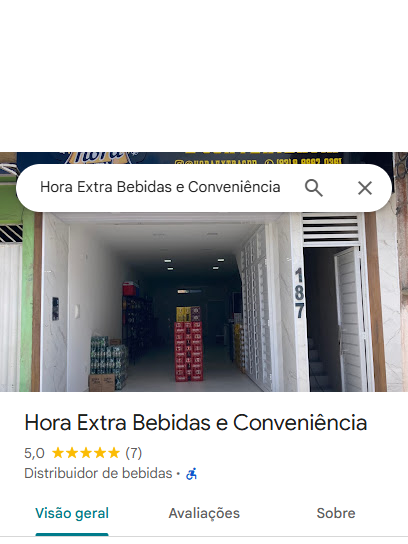 hora
Hora Extra Bebidas e Conveniência
187
Hora Extra Bebidas e Conveniência
5,0 (7)
Distribuidor de bebidas •
Visão geral
Avaliações
Sobre